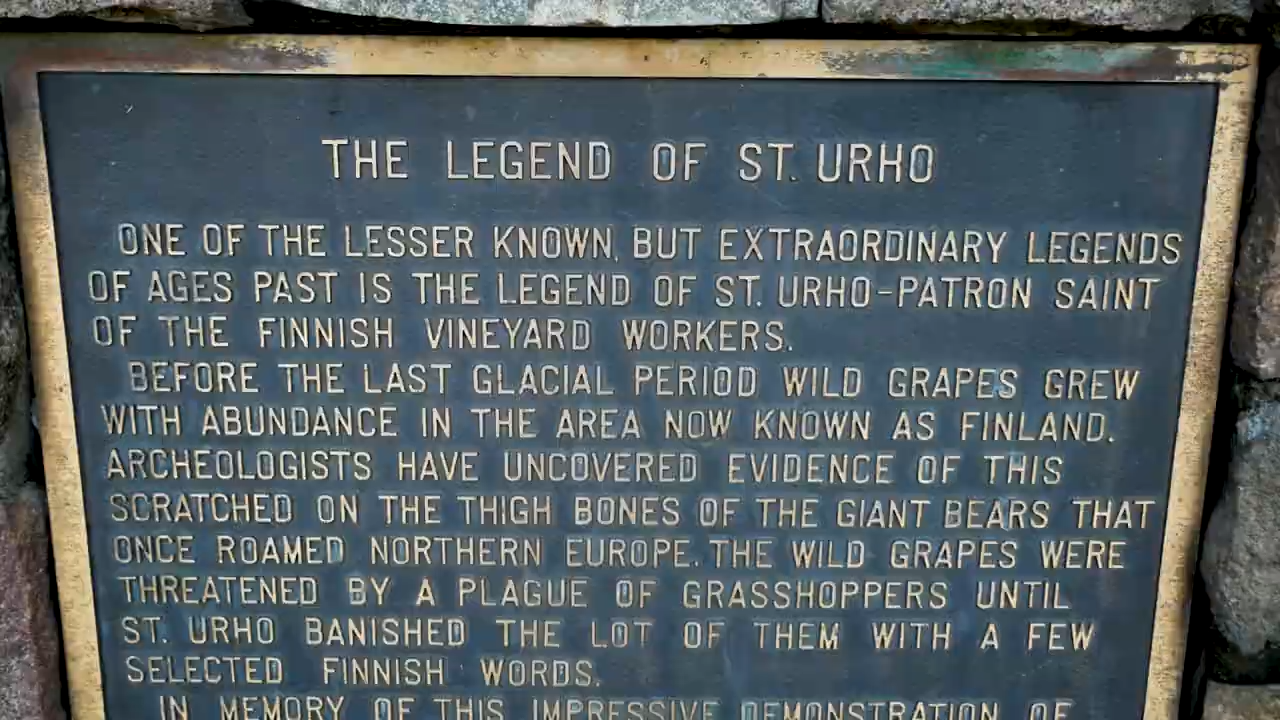 THE LEGEND OF ST. URHO
ONE OF THE LESSER KNOWN, BUT EXTRAORDINARY LEGENDS
OF AGES PAST IS THE LEGEND OF ST. URHO-PATRON SAINT
OF THE FINNISH VINEYARD WORKERS.
BEFORE THE LAST GLACIAL PERIOD WILD GRAPES GREW
WITH ABUNDANCE IN THE AREA NOW KNOWN AS FINLAND.
ARCHEOLOGISTS HAVE UNCOVERED EVIDENCE OF THIS
SCRATCHED ON THE THIGH BONES OF THE GIANT BEARS THAT
ONCE ROAMED NORTHERN EUROPE. THE WILD GRAPES WERE
THREATENED BY A PLAGUE OF GRASSHOPPERS UNTIL
ST. URHO BANISHED THE LOT OF THEM WITH A FEW
SELECTED FINNISH WORDS.
IN MEMORY OF THIS IMPRESSIVE DEMONSTRATION OF